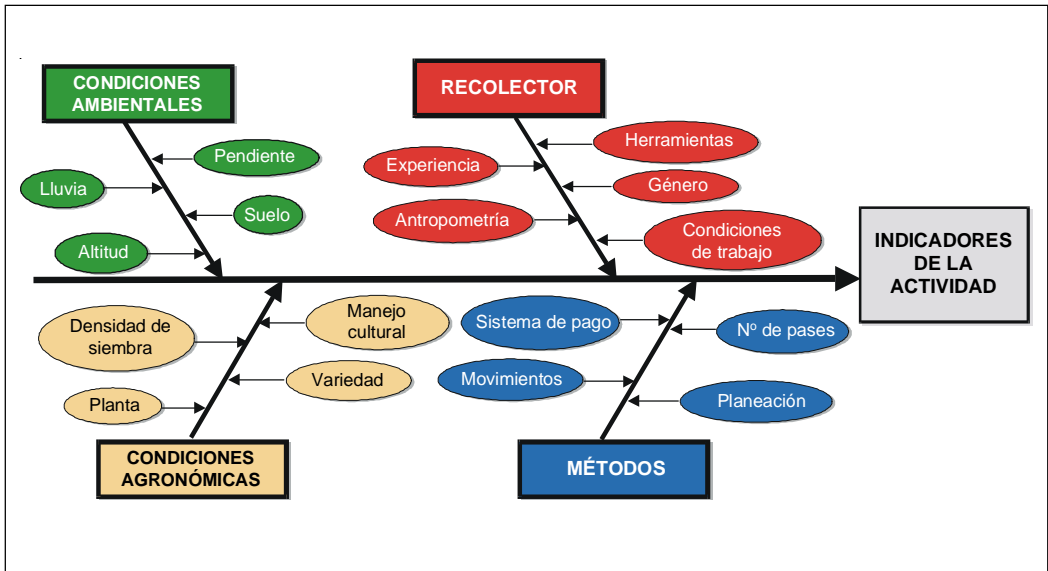 CONDICIONES
AMBIENTALES
RECOLECTOR
Pendiente
Lluvia
Suelo
Altitud
Herramientas
Experiencia
Género
Antropometría
Condiciones
de trabajo
INDICADORES
DE LA
ACTIVIDAD
Densidad de
siembra
Manejo
cultural
Variedad
Planta
Sistema de pago
Nº de pases
Movimientos
Planeación
CONDICIONES
AGRONÓMICAS
MÉTODOS